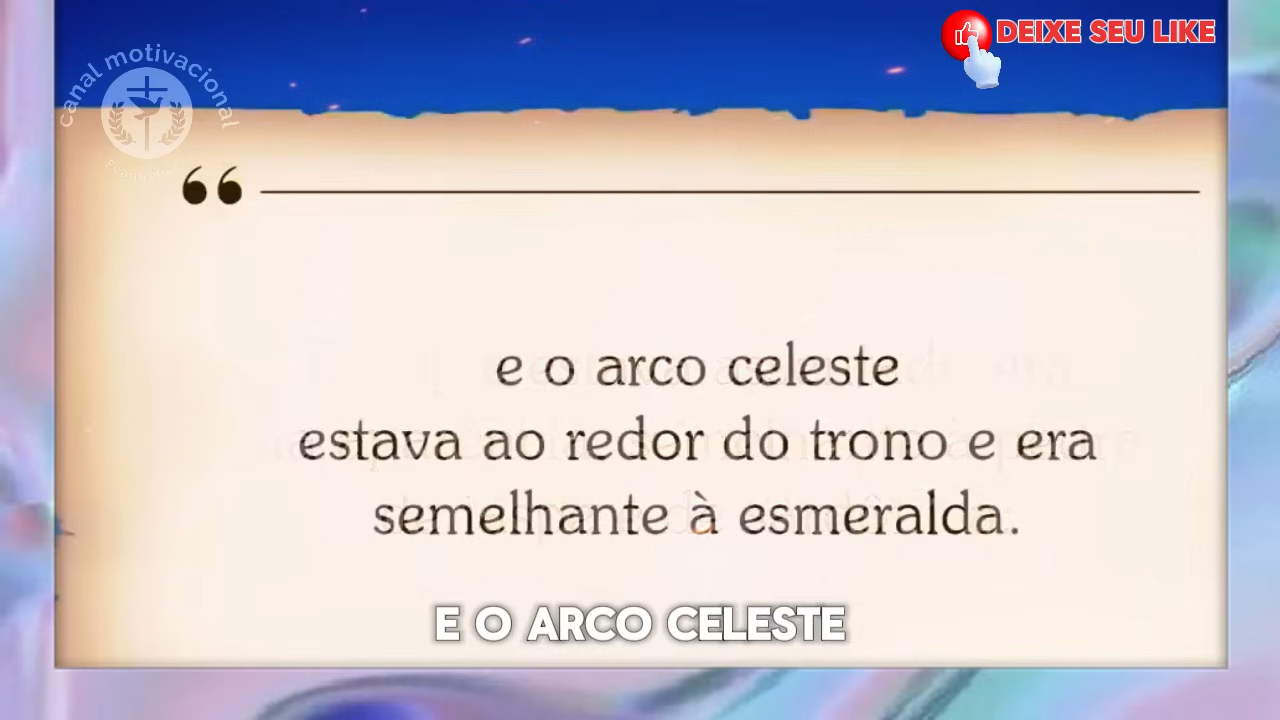 DEIXE SEU LIKE
canal motivacional
e o arco celeste
estava ao redor do trono e era
semelhante à esmeralda.
E O ARCO CELESTE